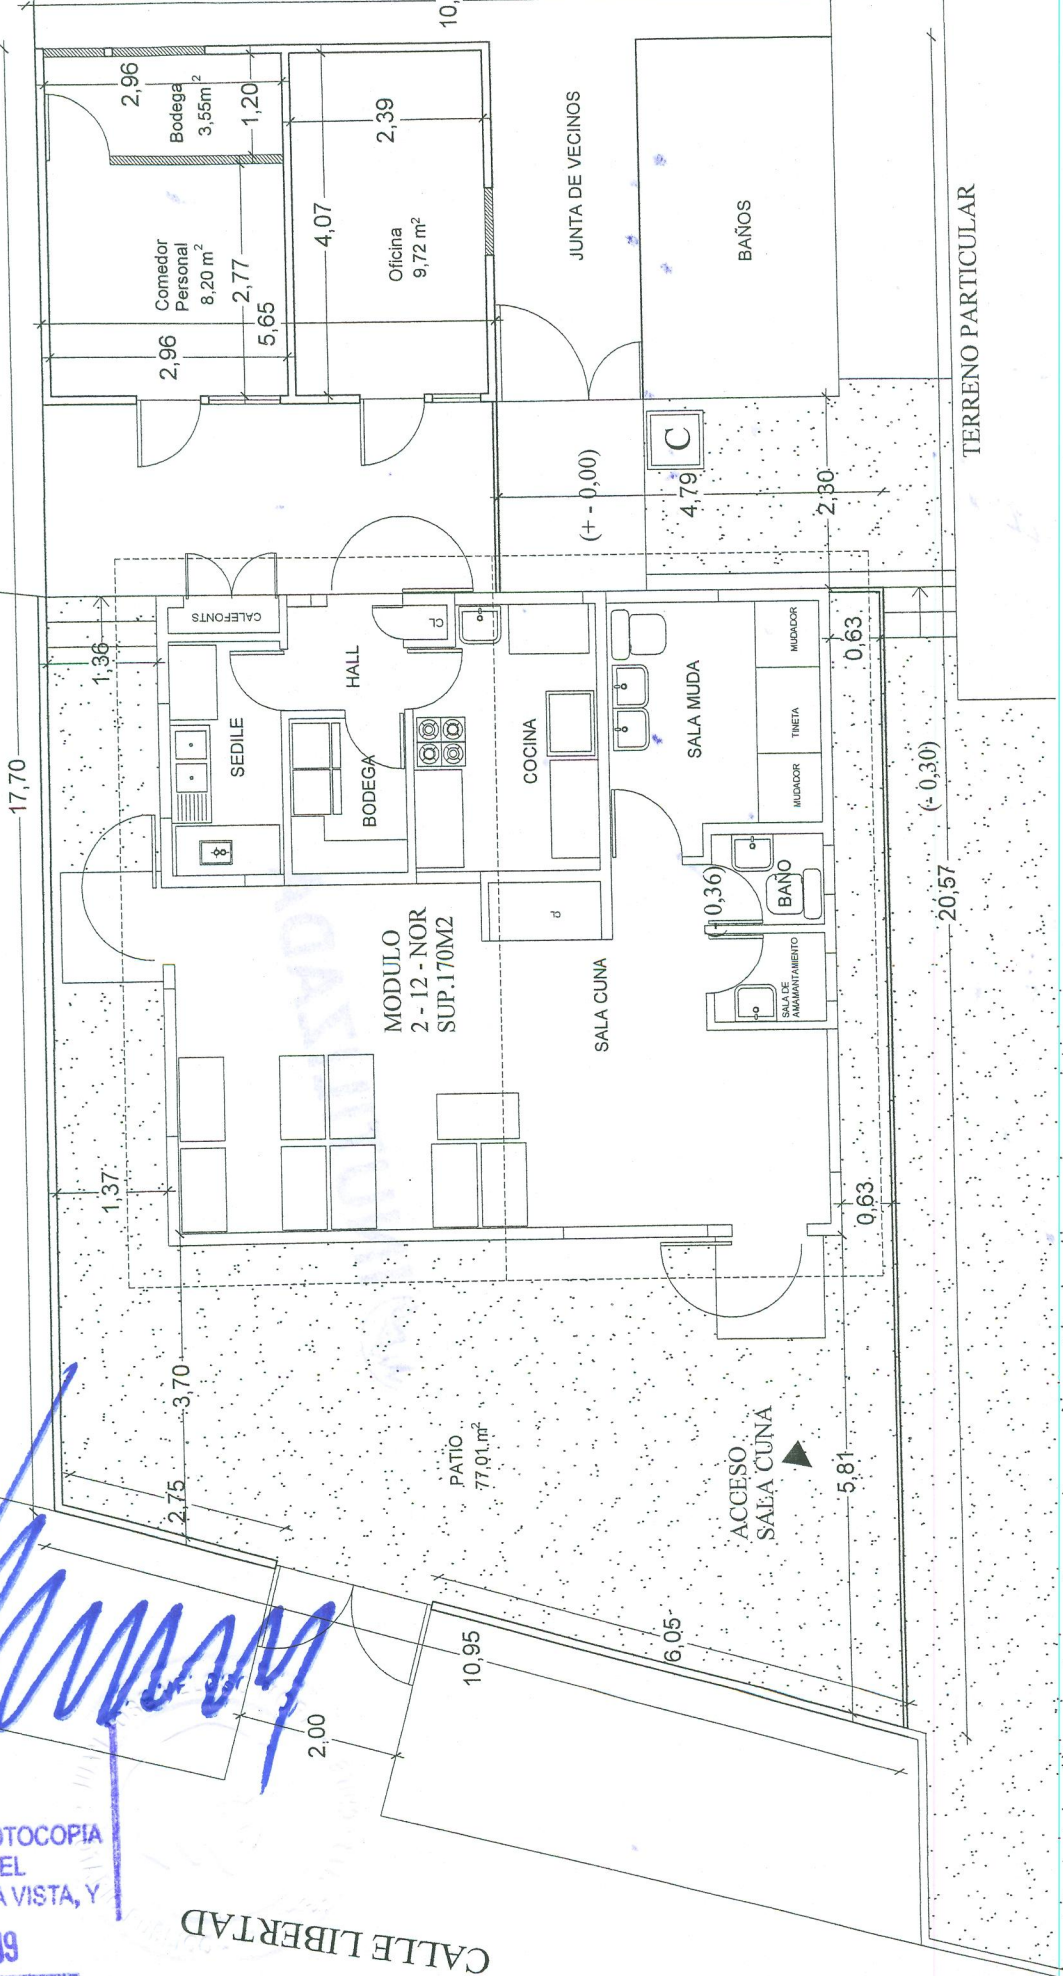 10,
2,96
Bodega
3,55m²
1,20
2,39
Comedor
Personal
8,20 m²
2,77
5,65
2,96
4,07
Oficina
9,72 m²
JUNTA DE VECINOS
BAÑOS
TERRENO PARTICULAR
C
(+ - 0,00)
4,79
2,30
17,70
1,36
CALEFONTS
SEDILE
HALL
BODEGA
COCINA
SALA MUDA
MUDADOR
TINETA
MUDADOR
0,63
(- 0,30)
20,57
MODULO
2 - 12 - NOR
SUP.170M2
SALA CUNA
0,36)
BAÑO
SALA DE
AMAMANTAMIENTO
1,37
0,63
3,70
2,75
PATIO
77,01 m²
ACCESO
SALA CUNA
5,81
10,95
6,05
2,00
OTOCOPIA
EL
A VISTA, Y
CALLE LIBERTAD